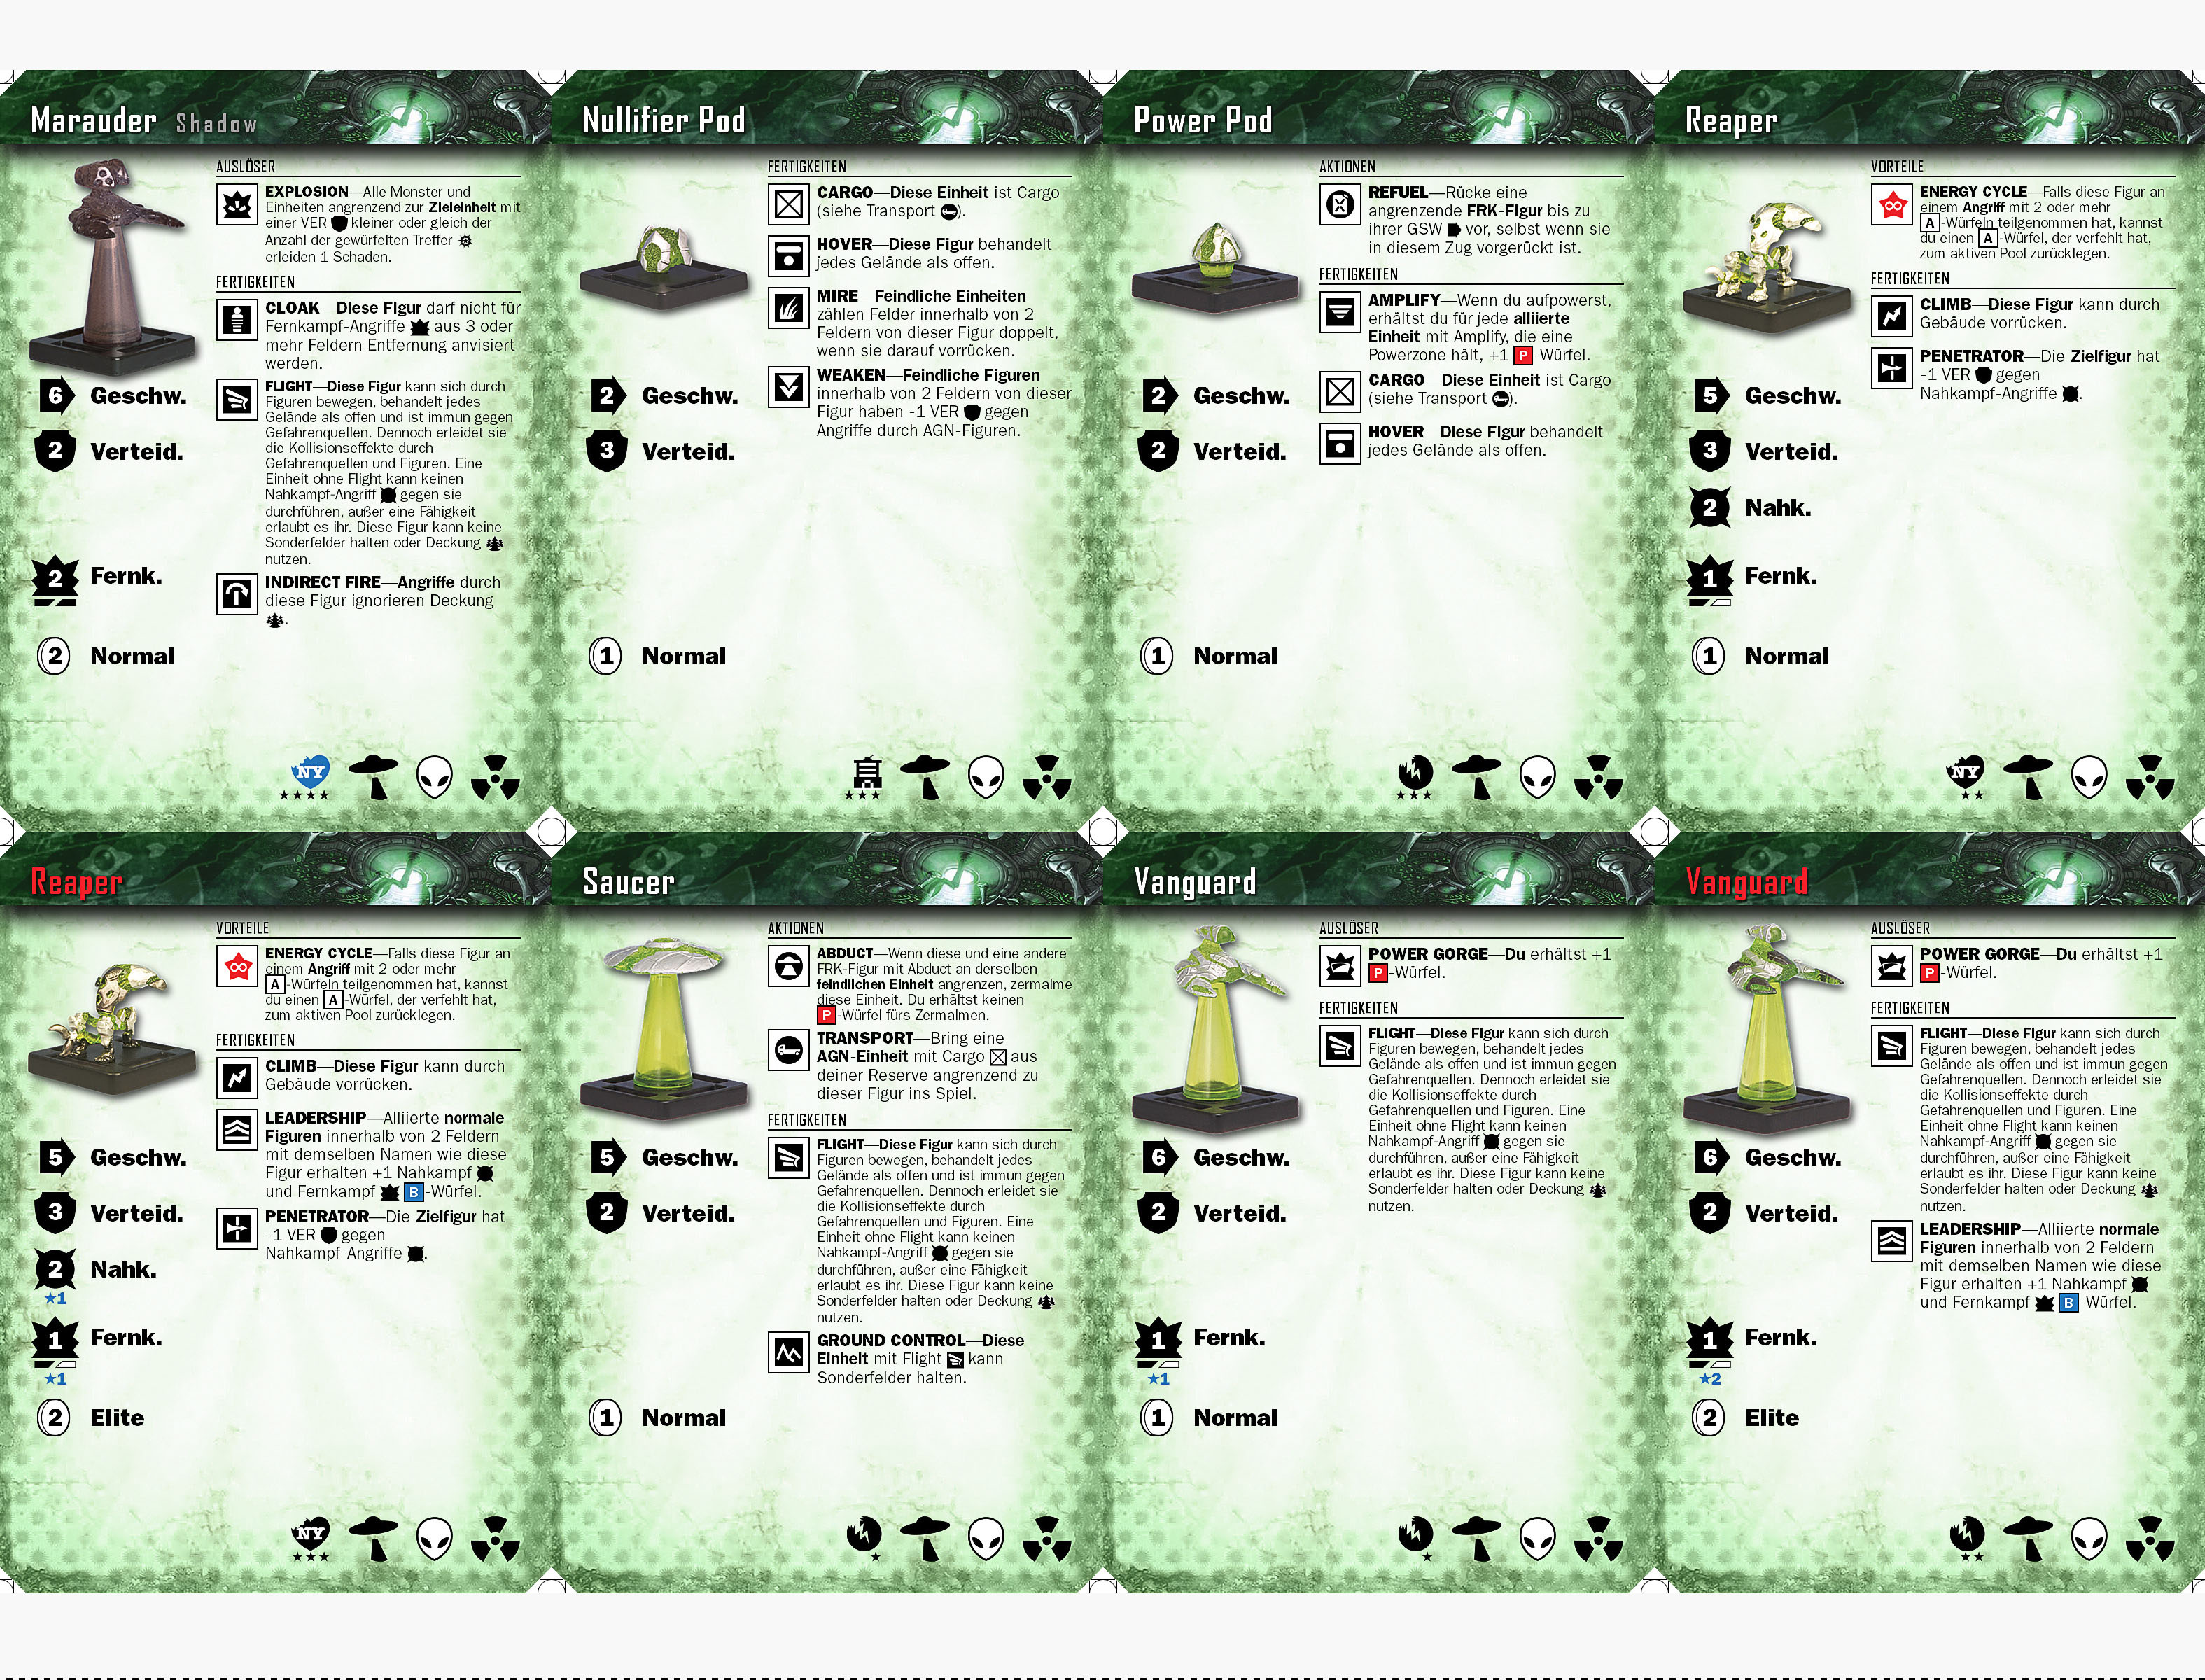 Marauder Shadow
AUSLÖSER
EXPLOSION—Alle Monster und
Einheiten angrenzend zur Zieleinheit mit
einer VER kleiner oder gleich der
Anzahl der gewürfelten Treffer
erleiden 1 Schaden.
FERTIGKEITEN
CLOAK—Diese Figur darf nicht für
Fernkampf-Angriffe aus 3 oder
mehr Feldern Entfernung anvisiert
werden.
FLIGHT—Diese Figur kann sich durch
Figuren bewegen, behandelt jedes
Gelände als offen und ist immun gegen
Gefahrenquellen. Dennoch erleidet sie
die Kollisionseffekte durch
Gefahrenquellen und Figuren. Eine
Einheit ohne Flight kann keinen
Nahkampf-Angriff gegen sie
durchführen, außer eine Fähigkeit
erlaubt es ihr. Diese Figur kann keine
Sonderfelder halten oder Deckung
nutzen.
INDIRECT FIRE—Angriffe durch
diese Figur ignorieren Deckung
.
6 Geschw.
2 Verteid.
2 Fernk.
2 Normal
NY
★★★★
Nullifier Pod
FERTIGKEITEN
CARGO—Diese Einheit ist Cargo
(siehe Transport ).
HOVER—Diese Figur behandelt
jedes Gelände als offen.
MIRE—Feindliche Einheiten
zählen Felder innerhalb von 2
Feldern von dieser Figur doppelt,
wenn sie darauf vorrücken.
WEAKEN—Feindliche Figuren
innerhalb von 2 Feldern von dieser
Figur haben -1 VER gegen
Angriffe durch AGN-Figuren.
2 Geschw.
3 Verteid.
1 Normal
★★★
Power Pod
AKTIONEN
REFUEL—Rücke eine
angrenzende FRK-Figur bis zu
ihrer GSW vor, selbst wenn sie
in diesem Zug vorgerückt ist.
FERTIGKEITEN
AMPLIFY—Wenn du aufpowerst,
erhältst du für jede alliierte
Einheit mit Amplify, die eine
Powerzone hält, +1 P-Würfel.
CARGO—Diese Einheit ist Cargo
(siehe Transport ).
HOVER—Diese Figur behandelt
jedes Gelände als offen.
2 Geschw.
2 Verteid.
1 Normal
★★★
Reaper
VORTEILE
ENERGY CYCLE—Falls diese Figur an
einem Angriff mit 2 oder mehr
A-Würfeln teilgenommen hat, kannst
du einen A-Würfel, der verfehlt hat,
zum aktiven Pool zurücklegen.
FERTIGKEITEN
CLIMB—Diese Figur kann durch
Gebäude vorrücken.
PENETRATOR—Die Zielfigur hat
-1 VER gegen
Nahkampf-Angriffe .
5 Geschw.
3 Verteid.
2 Nahk.
1 Fernk.
1 Normal
NY
★★
Reaper
VORTEILE
ENERGY CYCLE—Falls diese Figur an
einem Angriff mit 2 oder mehr
A-Würfeln teilgenommen hat, kannst
du einen A-Würfel, der verfehlt hat,
zum aktiven Pool zurücklegen.
FERTIGKEITEN
CLIMB—Diese Figur kann durch
Gebäude vorrücken.
LEADERSHIP—Alliierte normale
Figuren innerhalb von 2 Feldern
mit demselben Namen wie diese
Figur erhalten +1 Nahkampf
und Fernkampf B-Würfel.
PENETRATOR—Die Zielfigur hat
-1 VER gegen
Nahkampf-Angriffe .
5 Geschw.
3 Verteid.
2 Nahk.
★1
1 Fernk.
★1
2 Elite
NY
★★★
Saucer
AKTIONEN
ABDUCT—Wenn diese und eine andere
FRK-Figur mit Abduct an derselben
feindlichen Einheit angrenzen, zermalme
diese Einheit. Du erhältst keinen
P-Würfel fürs Zermalmen.
TRANSPORT—Bring eine
AGN-Einheit mit Cargo aus
deiner Reserve angrenzend zu
dieser Figur ins Spiel.
FERTIGKEITEN
FLIGHT—Diese Figur kann sich durch
Figuren bewegen, behandelt jedes
Gelände als offen und ist immun gegen
Gefahrenquellen. Dennoch erleidet sie
die Kollisionseffekte durch
Gefahrenquellen und Figuren. Eine
Einheit ohne Flight kann keinen
Nahkampf-Angriff gegen sie
durchführen, außer eine Fähigkeit
erlaubt es ihr. Diese Figur kann keine
Sonderfelder halten oder Deckung
nutzen.
GROUND CONTROL—Diese
Einheit mit Flight kann
Sonderfelder halten.
5 Geschw.
2 Verteid.
1 Normal
★
Vanguard
AUSLÖSER
POWER GORGE—Du erhältst +1
P-Würfel.
FERTIGKEITEN
FLIGHT—Diese Figur kann sich durch
Figuren bewegen, behandelt jedes
Gelände als offen und ist immun gegen
Gefahrenquellen. Dennoch erleidet sie
die Kollisionseffekte durch
Gefahrenquellen und Figuren. Eine
Einheit ohne Flight kann keinen
Nahkampf-Angriff gegen sie
durchführen, außer eine Fähigkeit
erlaubt es ihr. Diese Figur kann keine
Sonderfelder halten oder Deckung
nutzen.
6 Geschw.
2 Verteid.
1 Fernk.
★1
1 Normal
★
Vanguard
AUSLÖSER
POWER GORGE—Du erhältst +1
P-Würfel.
FERTIGKEITEN
FLIGHT—Diese Figur kann sich durch
Figuren bewegen, behandelt jedes
Gelände als offen und ist immun gegen
Gefahrenquellen. Dennoch erleidet sie
die Kollisionseffekte durch
Gefahrenquellen und Figuren. Eine
Einheit ohne Flight kann keinen
Nahkampf-Angriff gegen sie
durchführen, außer eine Fähigkeit
erlaubt es ihr. Diese Figur kann keine
Sonderfelder halten oder Deckung
nutzen.
LEADERSHIP—Alliierte normale
Figuren innerhalb von 2 Feldern
mit demselben Namen wie diese
Figur erhalten +1 Nahkampf
und Fernkampf B-Würfel.
6 Geschw.
2 Verteid.
1 Fernk.
★2
2 Elite
★★